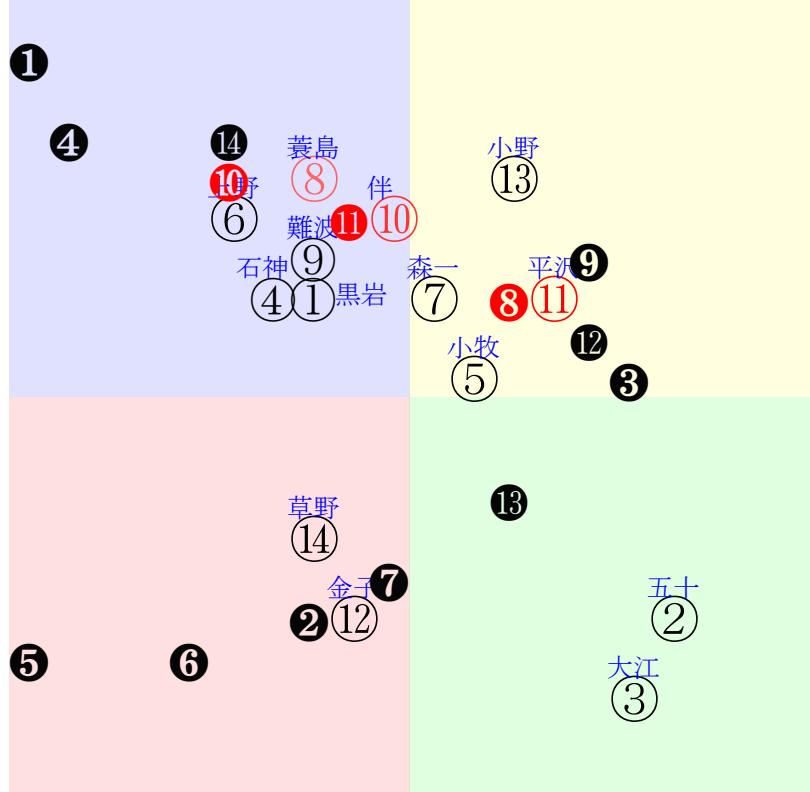 ❶
❹
⓮
蓑島
小野
❿
上野
⑧
伴
⑬
⑥
難波
⓫
⑩
⑨
石神
森一
平沢
❾
④
①
黒岩
⑦
❽
⑪
小牧
⓬
⑤
❸
草野
⓭
⑭
金子
❼
五十
❷
⑫
②
❺
❻
大江
③